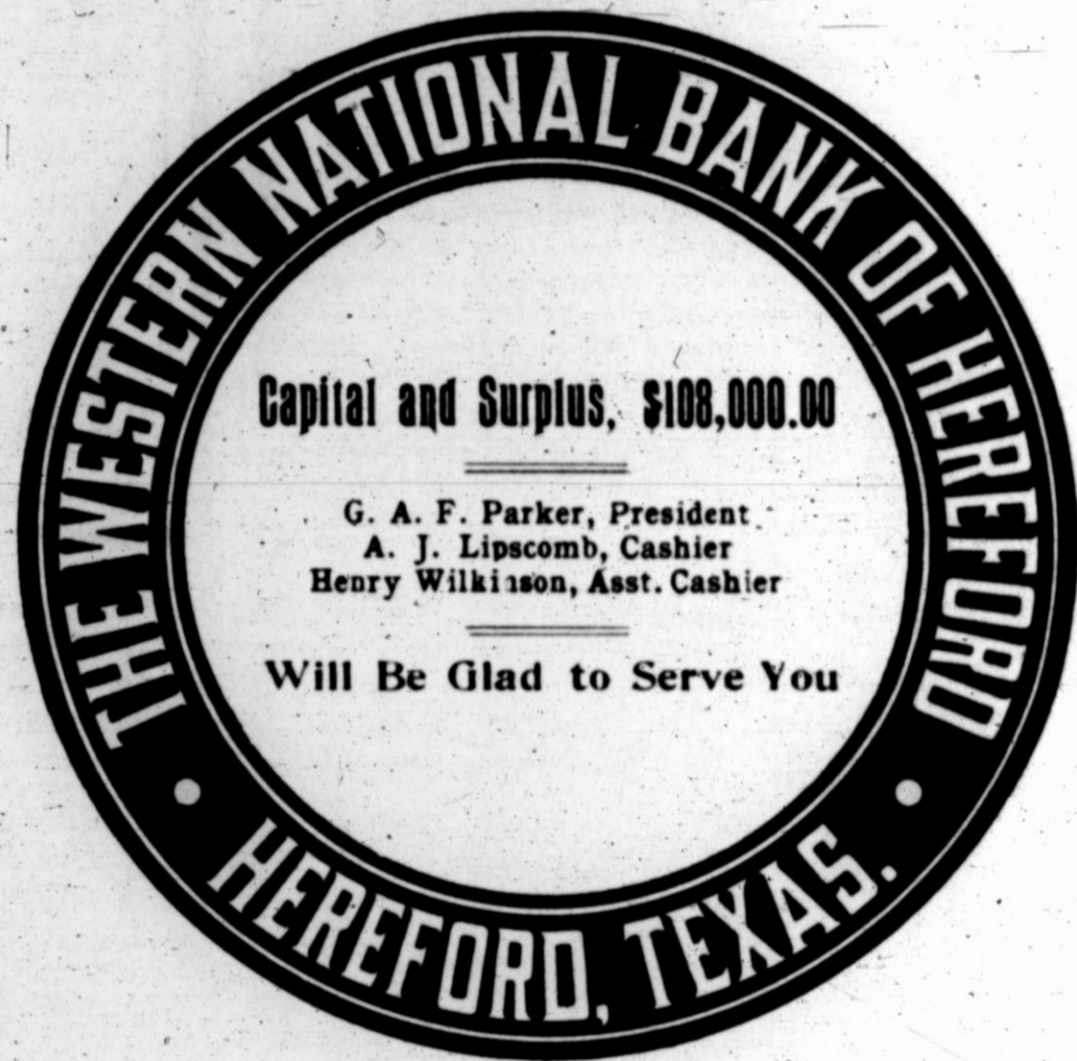 THE WESTERN NATIONAL BANK OF HEREFORD
Capital and Surplus, $108,000.00
G. A. F. Parker, President
A. J. Lipscomb, Cashier
Henry Wilkinson, Asst. Cashier
Will Be Glad to Serve You
HEREFORD, TEXAS.